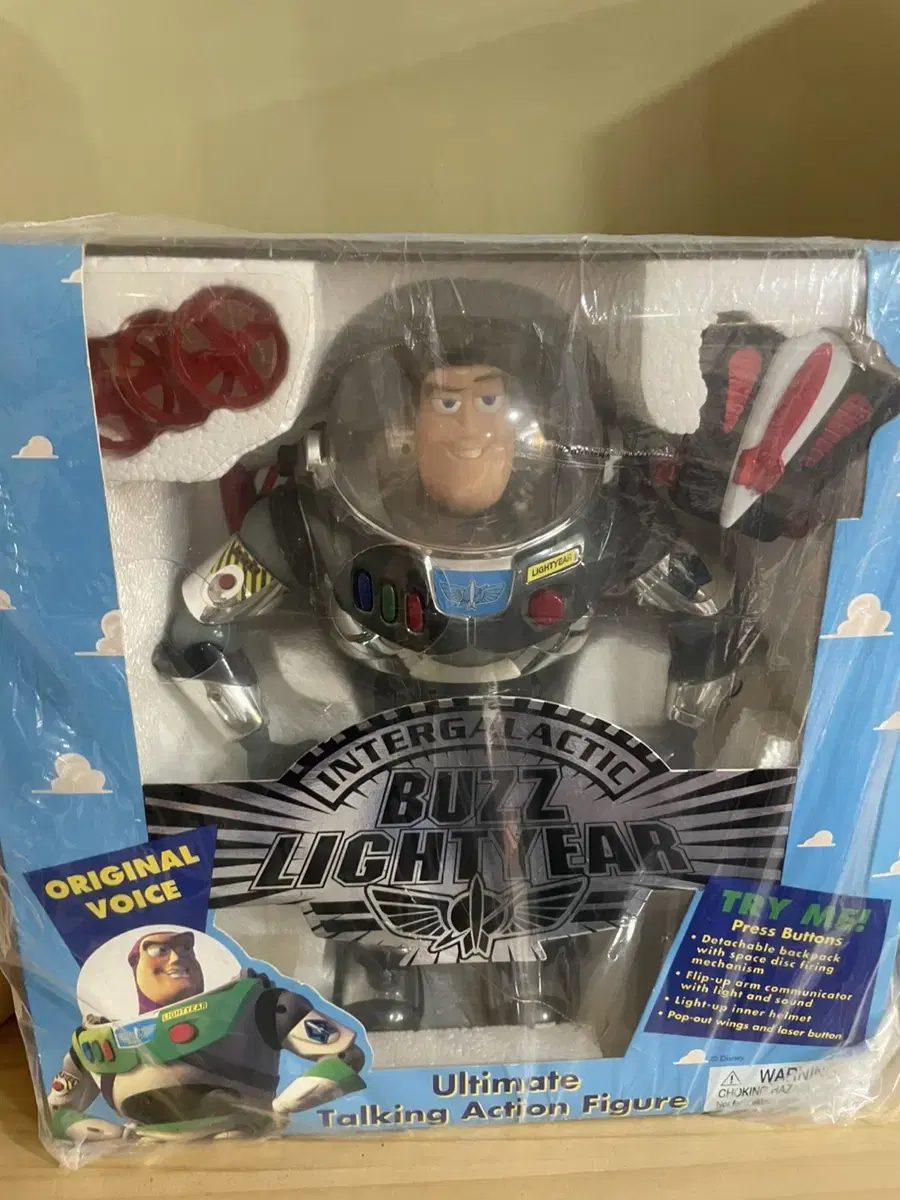 LIGHTYEAR
INTERGALACTIC
BUZZ
LIGHTYEAR
ORIGINAL
VOICE
LIGHTYEAR
TRY ME!
Press Buttons
• Detachable backpack
with space disc firing
mechanism
• Flip-up arm communicator
with light and sound
• Light-up inner helmet
• Pop-out wings and laser button
© Disney
Ultimate
Talking Action Figure
WARNING
CHOKING